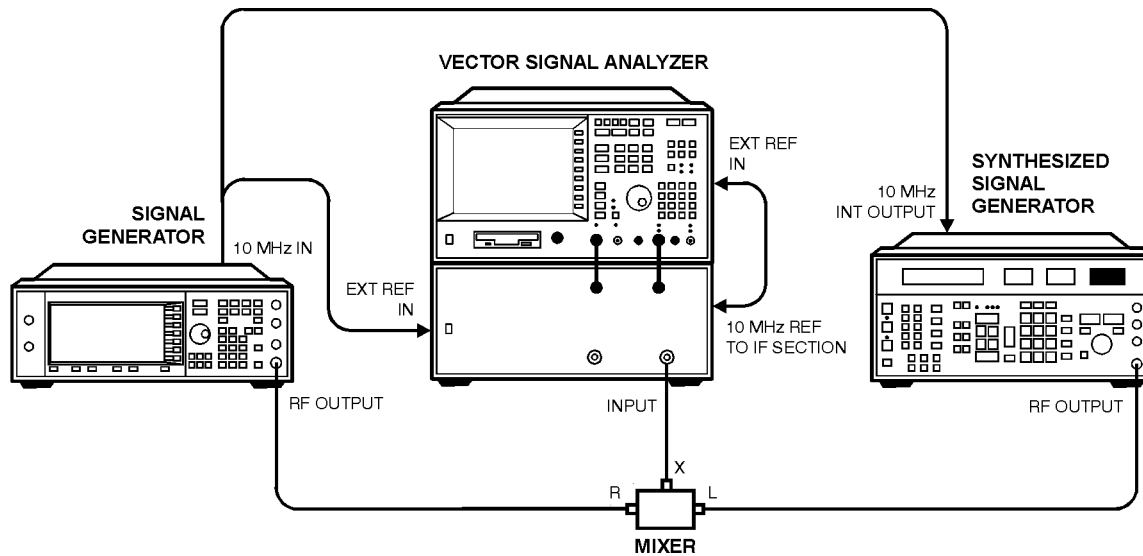 VECTOR SIGNAL ANALYZER
EXT REF
IN
SYNTHESIZED
SIGNAL
GENERATOR
10 MHz
INT OUTPUT
SIGNAL
GENERATOR
10 MHz IN
EXT REF
IN
10 MHz REF
TO IF SECTION
RF OUTPUT
INPUT
RF OUTPUT
X
R
L
MIXER